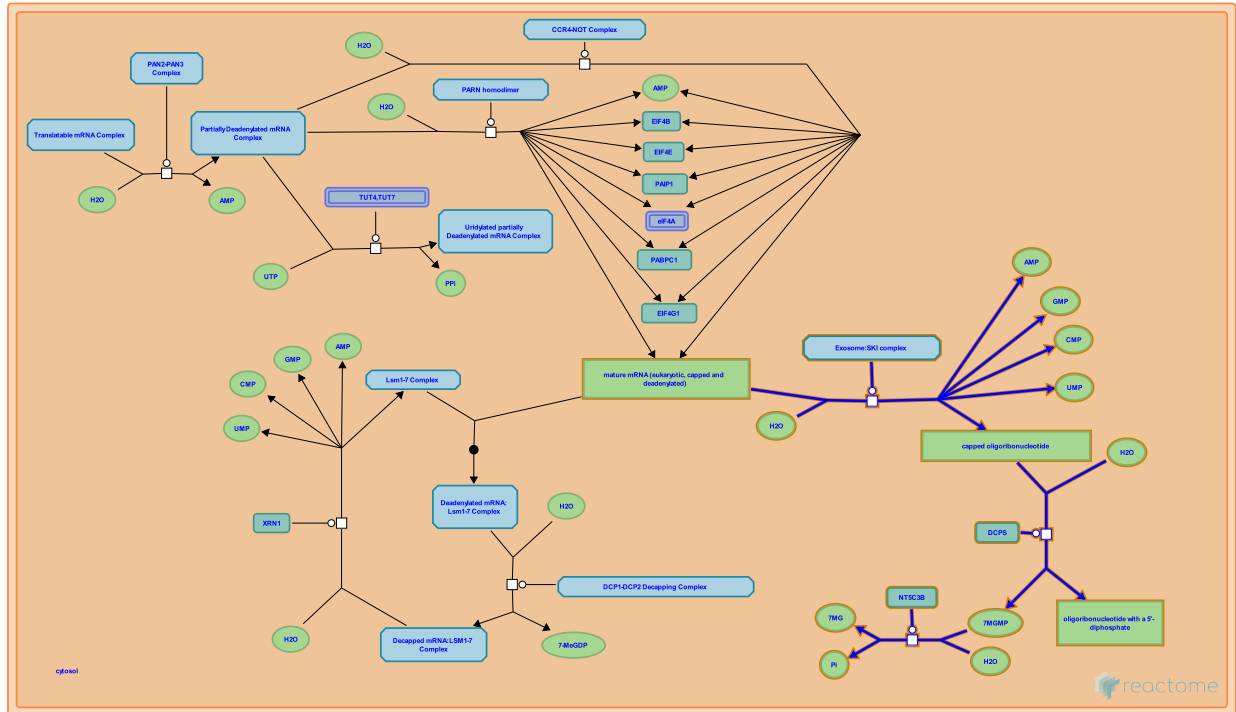 CCR4-NOT Complex
H2O
PAN2-PAN3
Complex
PARN homodimer
AMP
H2O
EIF4B
Translatable mRNA Complex
Partially Deadenylated mRNA
Complex
EIF4E
PAIP1
H2O
AMP
TUT4,TUT7
eIF4A
Uridylated partially
Deadenylated mRNA Complex
PABPC1
UTP
PPi
EIF4G1
AMP
GMP
CMP
UMP
Exosome:SKI complex
H2O
mature mRNA (eukaryotic, capped and
deadenylated)
AMP
GMP
CMP
UMP
Lsm1-7 Complex
capped oligoribonucleotide
H2O
Deadenylated mRNA:
Lsm1-7 Complex
H2O
XRN1
DCPS
DCP1-DCP2 Decapping Complex
NT5C3B
7MG
7MGMP
oligoribonucleotide with a 5'-
diphosphate
H2O
Decapped mRNA:LSM1-7
Complex
7-MeGDP
Pi
H2O
cytosol
reactome